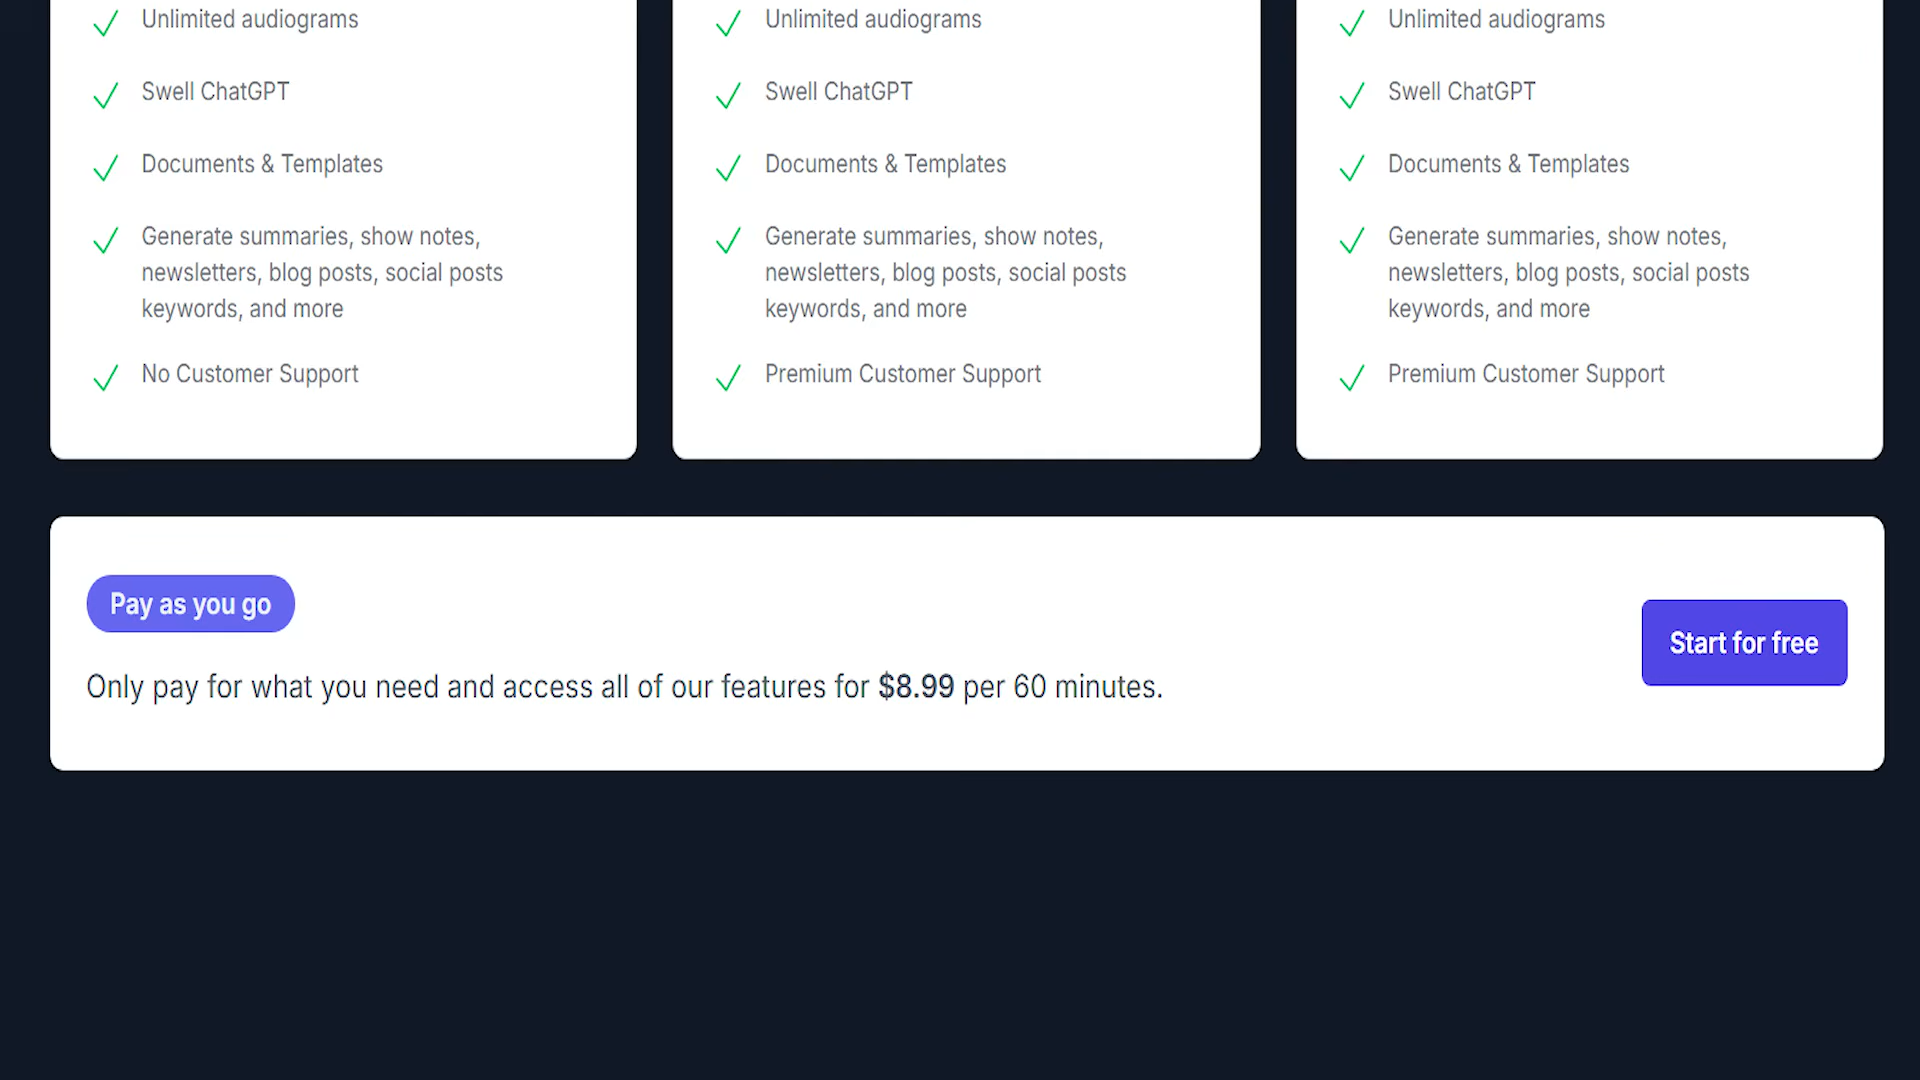 Unlimited audiograms
Swell ChatGPT
Documents & Templates
Generate summaries, show notes,
newsletters, blog posts, social posts
keywords, and more
No Customer Support
Unlimited audiograms
Swell ChatGPT
Documents & Templates
Generate summaries, show notes,
newsletters, blog posts, social posts
keywords, and more
Premium Customer Support
Unlimited audiograms
Swell ChatGPT
Documents & Templates
Generate summaries, show notes,
newsletters, blog posts, social posts
keywords, and more
Premium Customer Support
Pay as you go
Only pay for what you need and access all of our features for $8.99 per 60 minutes.
Start for free